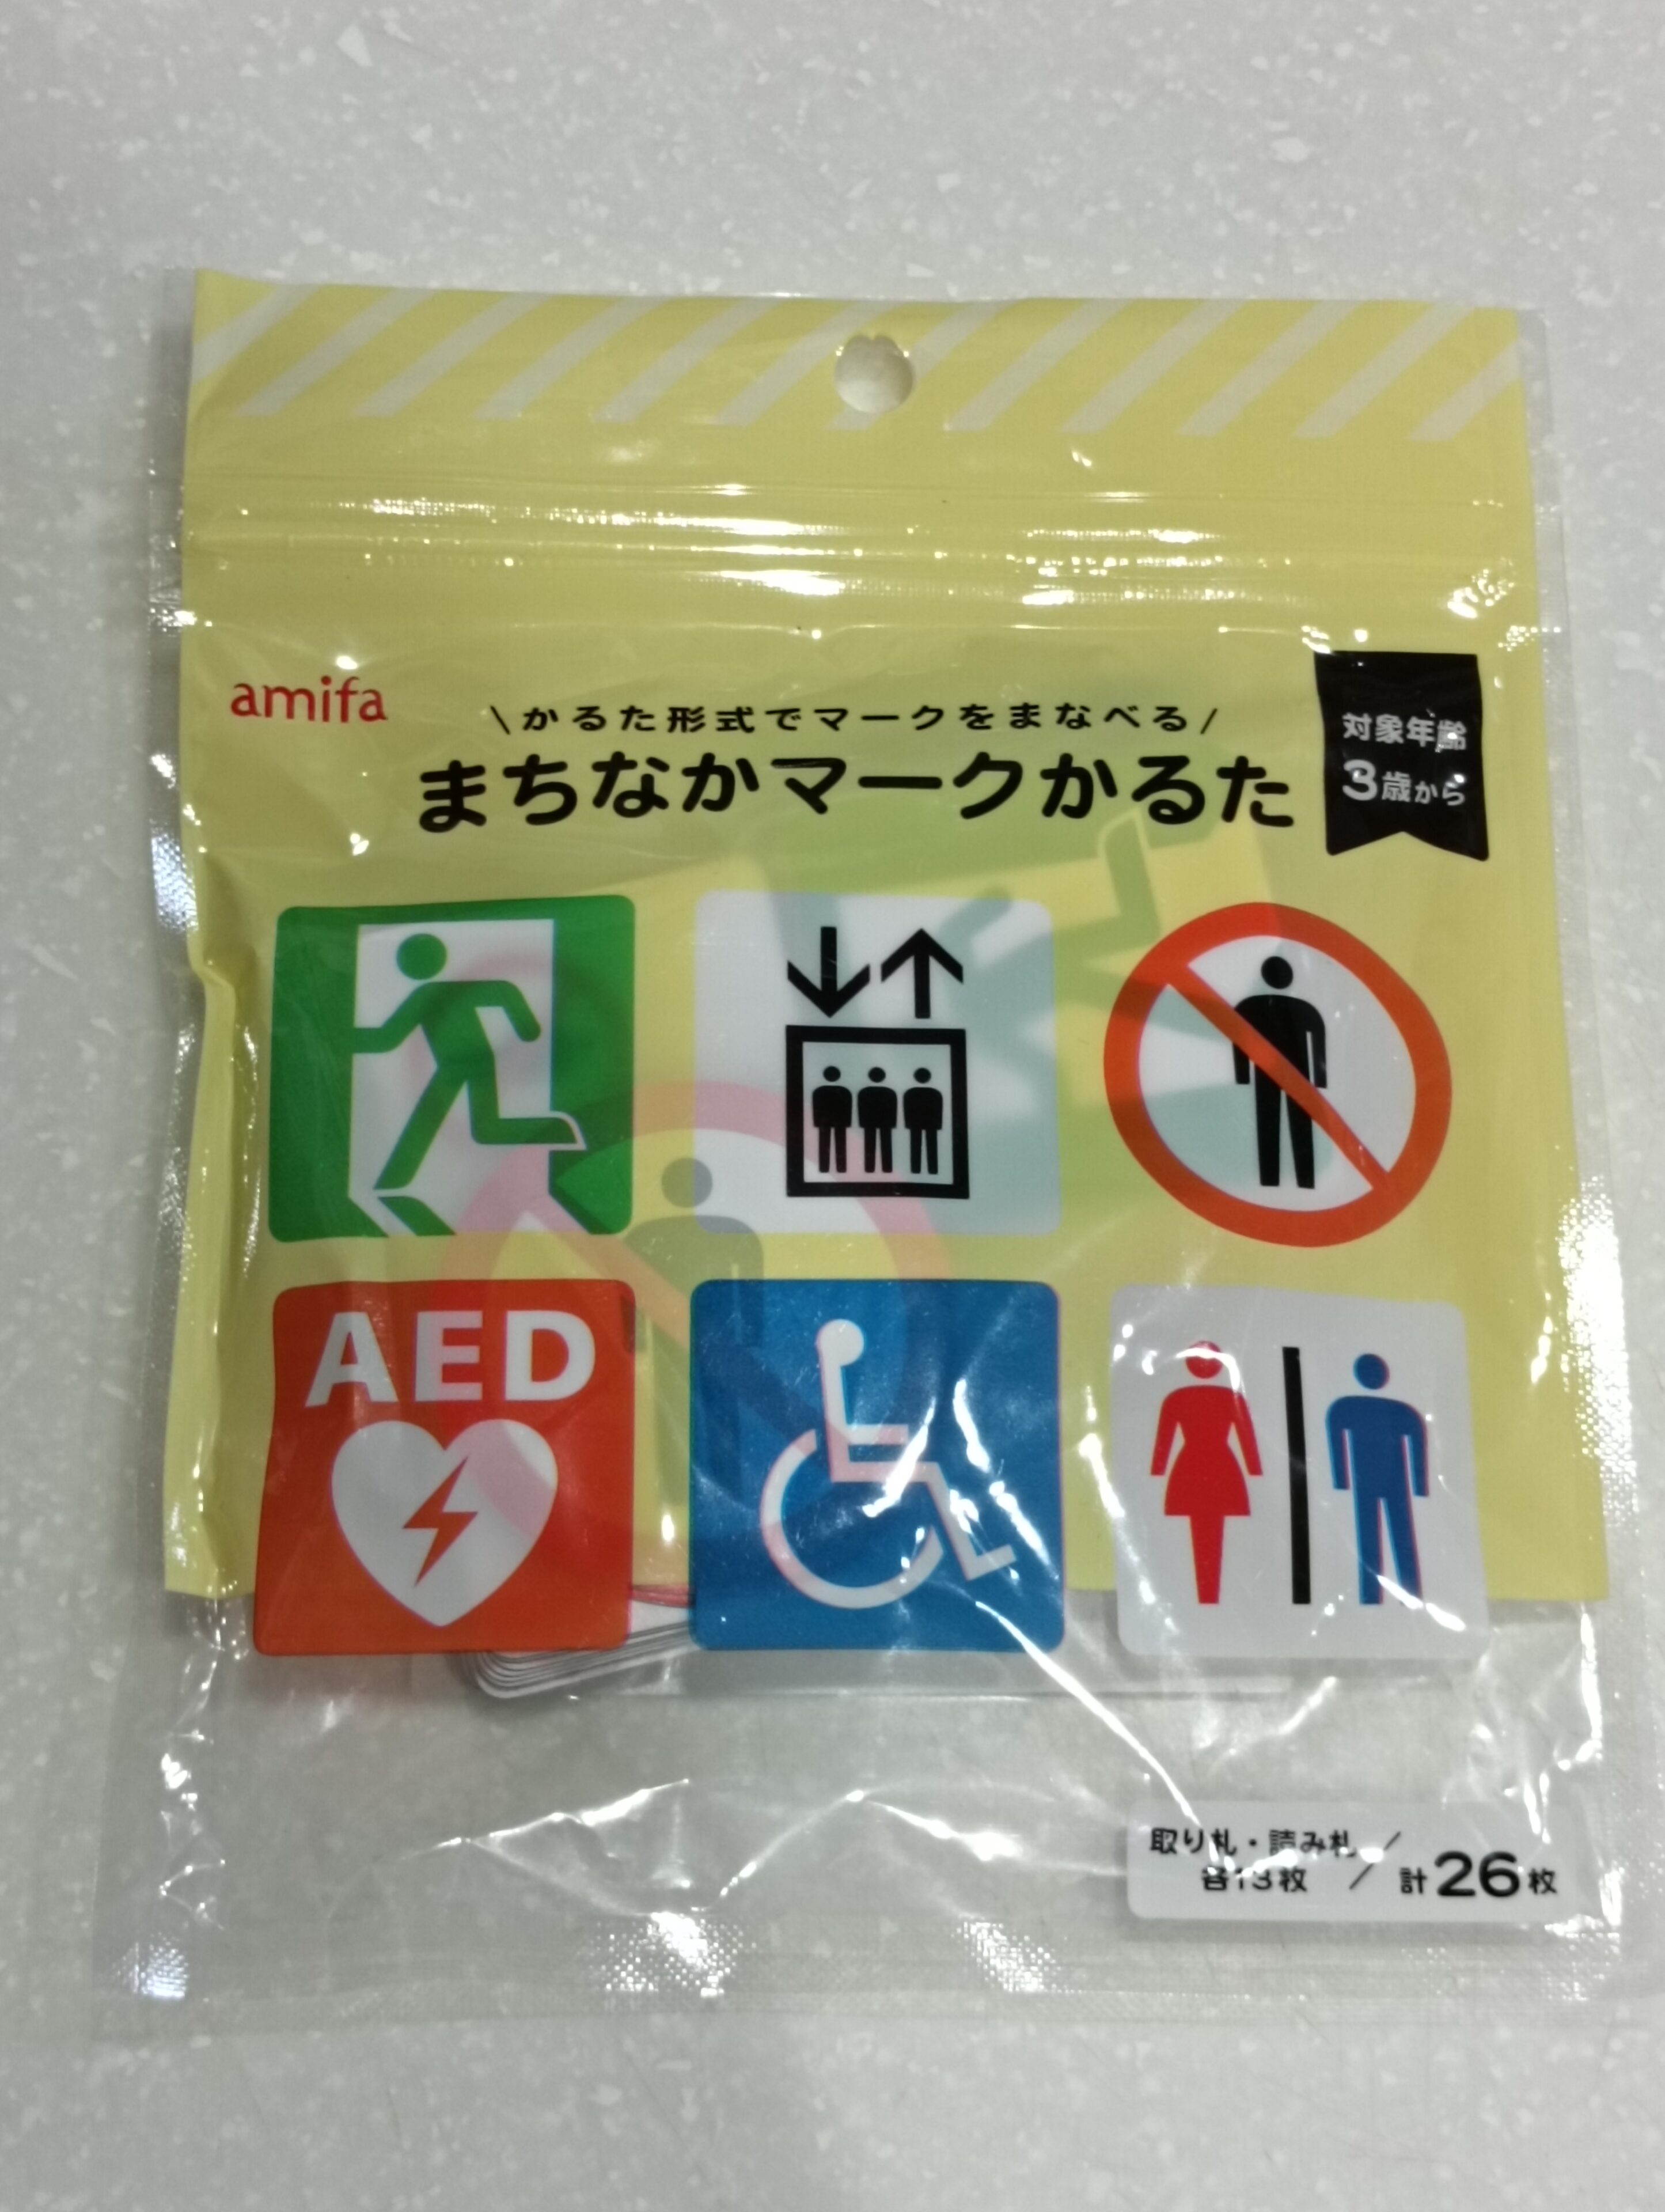 amifa
\かるた形式でマークをまなべる/
まちなかマークかるた
対象年齢
3歳から
AED
取り札・読み札
各13枚
計26枚